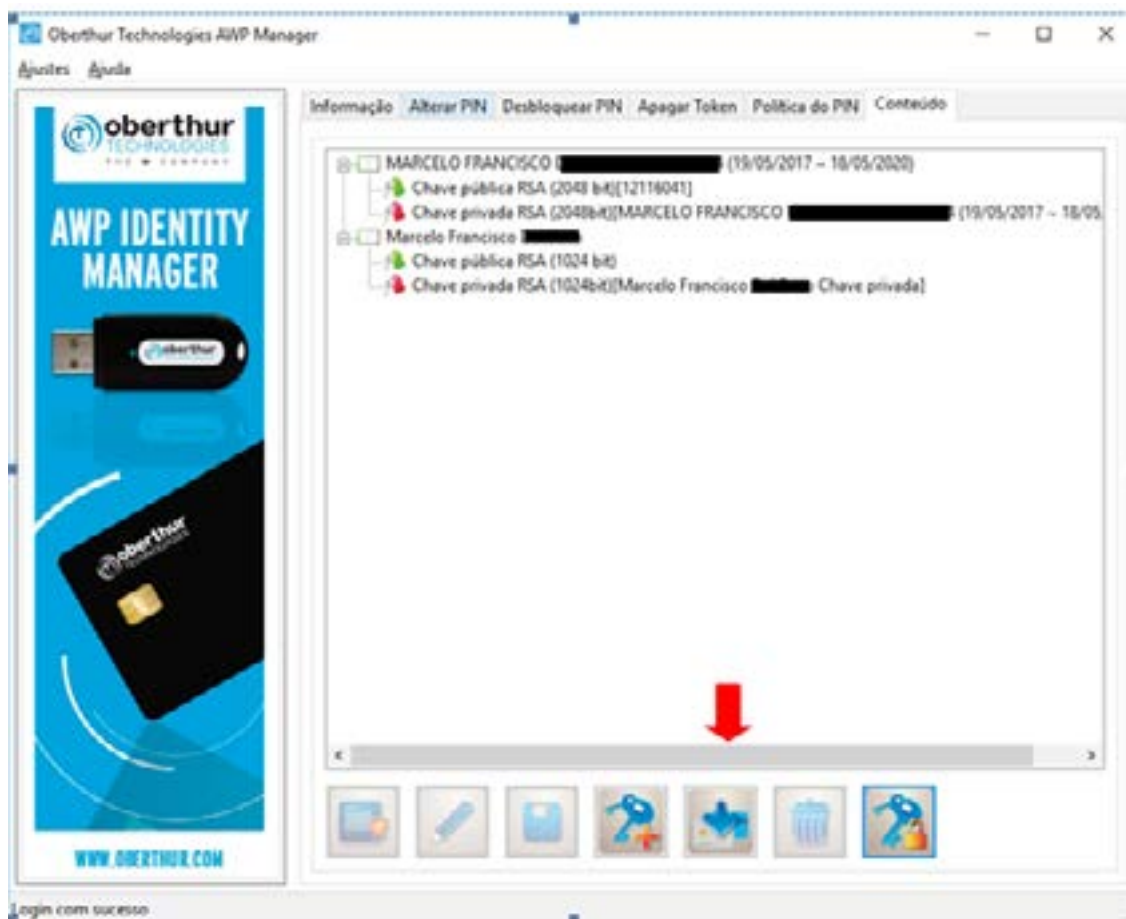 Oberthur Technologies AWP Manager
Ajustes Ajuda
oberthur
TECHNOLOGIES
THE M COMPANY
AWP IDENTITY
MANAGER
oberthur
oberthur
TECHNOLOGIES
WWW.OBERTHUR.COM
Informação Alterar PIN Desbloquear PIN Apagar Token Política do PIN Conteúdo
MARCELO FRANCISCO (19/05/2017 – 18/05/2020)
Chave pública RSA (2048 bit)[12116041]
Chave privada RSA (2048bit)[MARCELO FRANCISCO (19/05/2017 – 18/05
Marcelo Francisco
Chave pública RSA (1024 bit)
Chave privada RSA (1024bit)[Marcelo Francisco Chave privada]
Login com sucesso